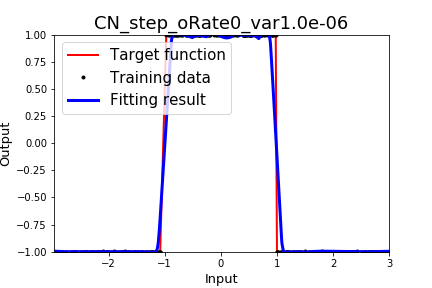 CN_step_oRate0_var1.0e-06
1.00
0.75
0.50
0.25
0.00
−0.25
−0.50
−0.75
−1.00
Output
Target function
Training data
Fitting result
−2
−1
0
1
2
3
Input